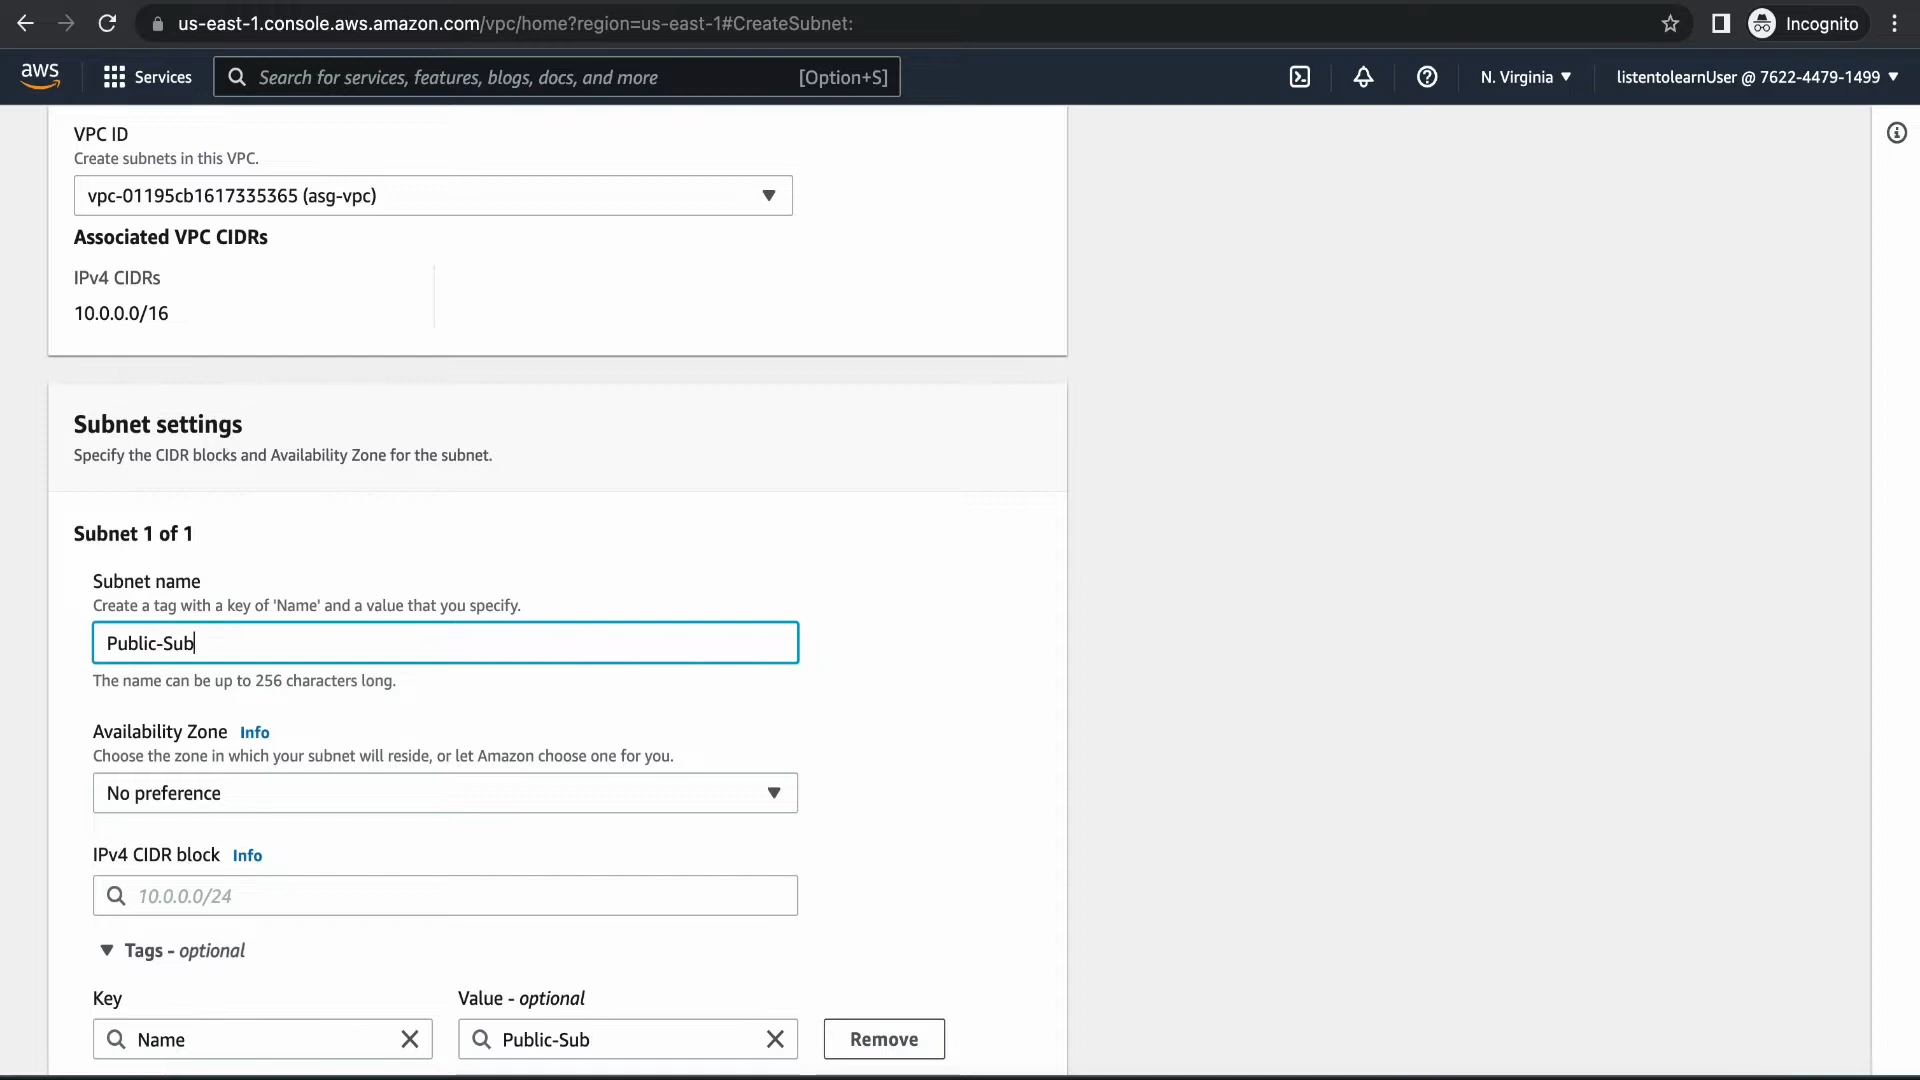 us-east-1.console.aws.amazon.com/vpc/home?region=us-east-1#CreateSubnet:
Incognito
aws
Services
Search for services, features, blogs, docs, and more
[Option+S]
N. Virginia
listentolearnUser @ 7622-4479-1499
VPC ID
Create subnets in this VPC.
vpc-01195cb1617335365 (asg-vpc)
Associated VPC CIDRs
IPv4 CIDRs
10.0.0.0/16
Subnet settings
Specify the CIDR blocks and Availability Zone for the subnet.
Subnet 1 of 1
Subnet name
Create a tag with a key of 'Name' and a value that you specify.
Public-Sub
The name can be up to 256 characters long.
Availability Zone Info
Choose the zone in which your subnet will reside, or let Amazon choose one for you.
No preference
IPv4 CIDR block Info
10.0.0.0/24
Tags - optional
Key
Value - optional
Name
Public-Sub
Remove